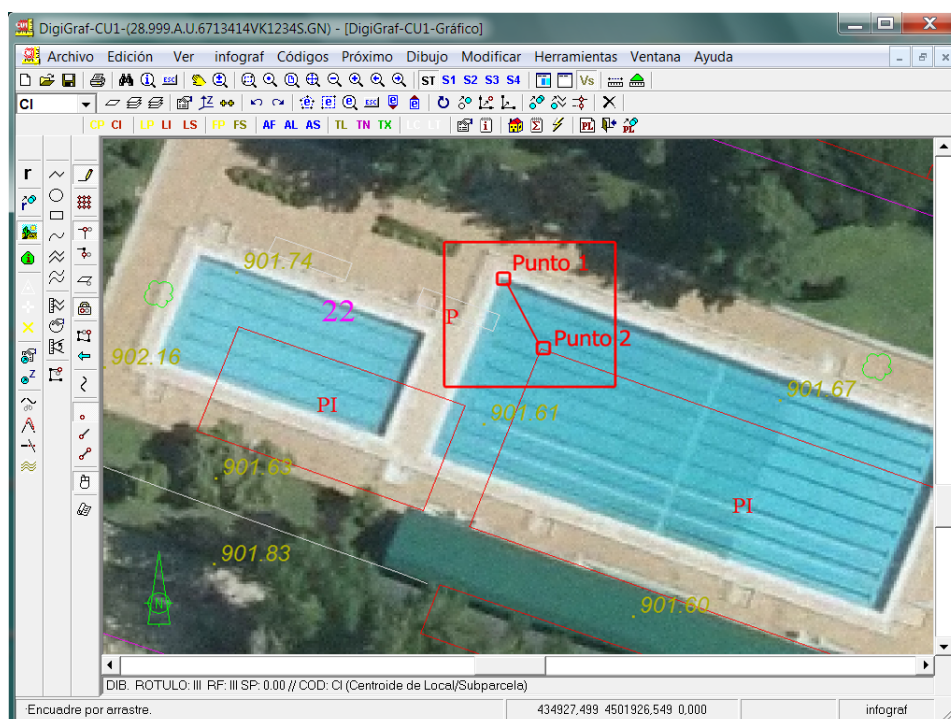 DigiGraf-CU1-(28.999.A.U.6713414VK1234S.GN) - [DigiGraf-CU1-Gráfico]
Archivo Edición Ver infograf Códigos Próximo Dibujo Modificar Herramientas Ventana Ayuda
ST S1 S2 S3 S4 Vs
CI
CP CI LP LI LS FP FS AF AL AS TL TN TX LC LT PL PL
Punto 1
901.74
22
P
Punto 2
902.16
901.67
PI
901.61
901.63
PI
901.83
901.60
N
DIB. ROTULO: III RF: III SP: 0.00 // COD: CI (Centroide de Local/Subparcela)
Encuadre por arrastre. 434927,499 4501926,549 0,000 infograf